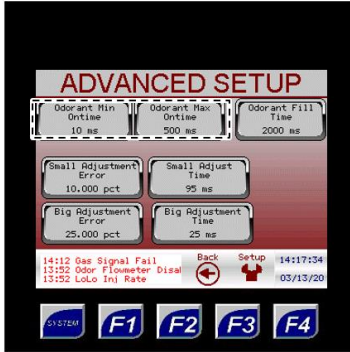 ADVANCED SETUP
Odorant Min
Ontime
10 ms
Odorant Max
Ontime
500 ms
Odorant Fill
Time
2000 ms
Small Adjustment
Error
10.000 pct
Small Adjust
Time
95 ms
Big Adjustment
Error
25.000 pct
Big Adjustment
Time
25 ms
14:12 Gas Signal Fail
13:52 Odor Flowmeter Disa
13:52 LoLo Inj Rate
Back
Setup
14:17:34
03/13/20
SYSTEM
F1
F2
F3
F4